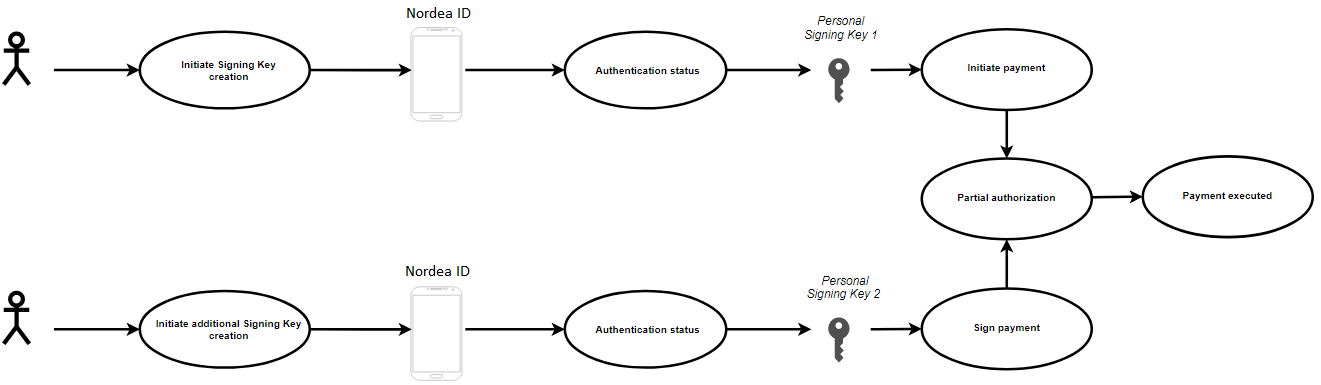 Nordea ID
Personal
Signing Key 1
Initiate Signing Key
creation
Authentication status
Initiate payment
Partial authorization
Payment executed
Nordea ID
Personal
Signing Key 2
Initiate additional Signing Key
creation
Authentication status
Sign payment